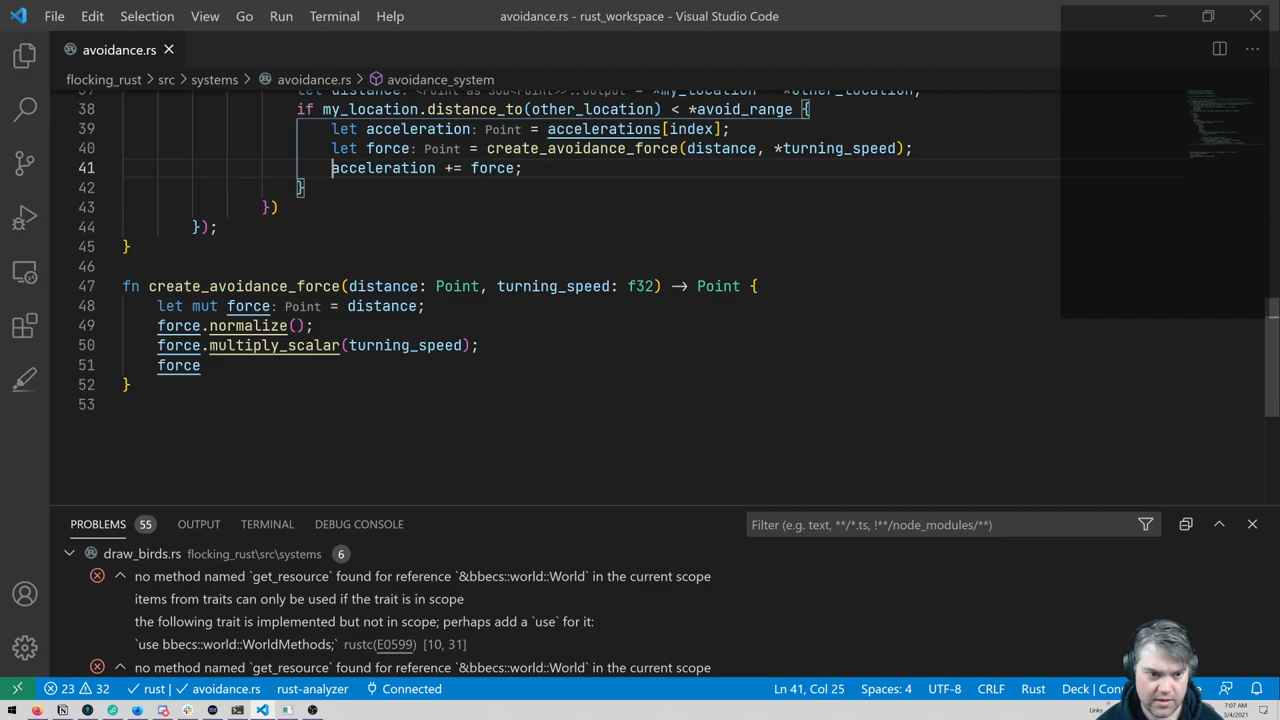 File Edit Selection View Go Run Terminal Help avoidance.rs - rust_workspace - Visual Studio Code
avoidance.rs
flocking_rust > src > systems > avoidance.rs > avoidance_system
37 let distance: <Point as Sub<Point>>::Output = *my_location - *other_location;
38 if my_location.distance_to(other_location) < *avoid_range {
39 let acceleration: Point = accelerations[index];
40 let force: Point = create_avoidance_force(distance, *turning_speed);
41 acceleration += force;
42 }
43 })
44 });
45 }
46
47 fn create_avoidance_force(distance: Point, turning_speed: f32) -> Point {
48 let mut force: Point = distance;
49 force.normalize();
50 force.multiply_scalar(turning_speed);
51 force
52 }
53
PROBLEMS 55 OUTPUT TERMINAL DEBUG CONSOLE Filter (e.g. text, **/*.ts, !**/node_modules/**)
draw_birds.rs flocking_rust\src\systems 6
no method named `get_resource` found for reference `&bbecs::world::World` in the current scope
items from traits can only be used if the trait is in scope
the following trait is implemented but not in scope; perhaps add a `use` for it:
`use bbecs::world::WorldMethods;` rustc(E0599) [10, 31]
no method named `get_resource` found for reference `&bbecs::world::World` in the current scope
23 32 rust | avoidance.rs rust-analyzer Connected Ln 41, Col 25 Spaces: 4 UTF-8 CRLF Rust Deck | Con
Links 7:07 AM
3/4/2021